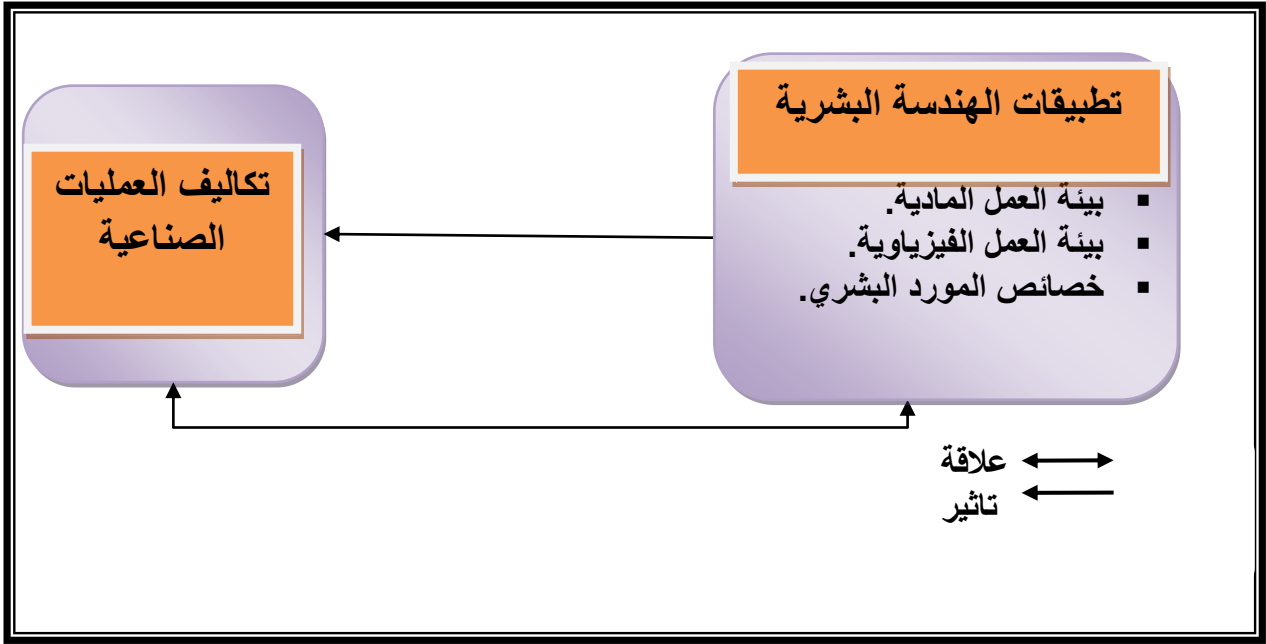 تطبيقات الهندسة البشرية
▪ بيئة العمل المادية.
▪ بيئة العمل الفيزياوية.
▪ خصائص المورد البشري.
تكاليف العمليات
الصناعية
علاقة
تاثير